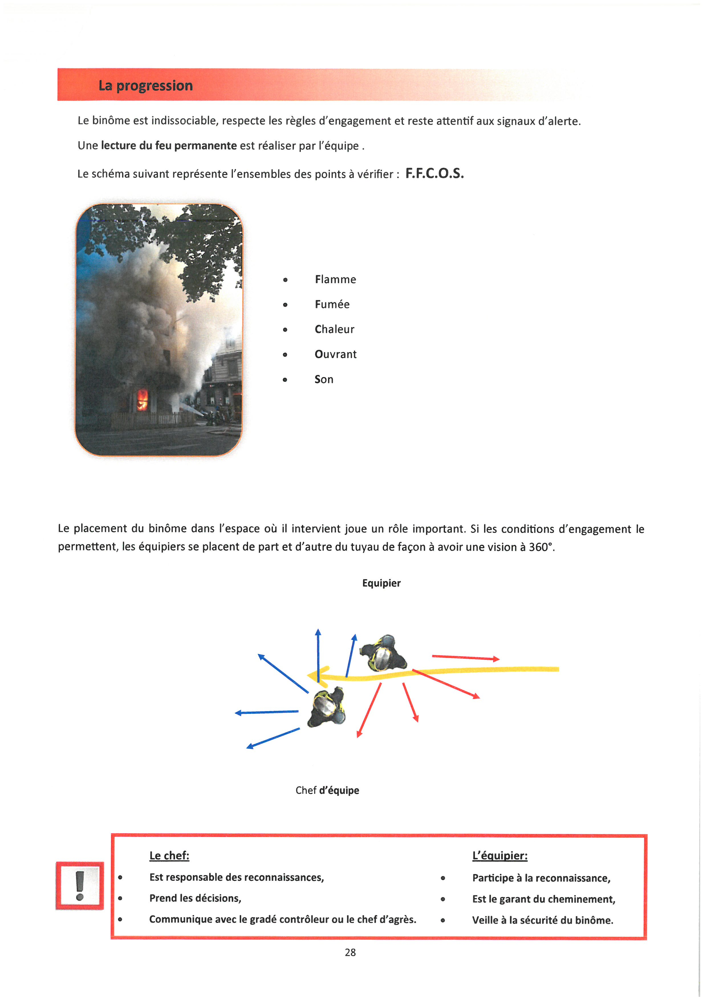 La progression
Le binôme est indissociable, respecte les règles d'engagement et reste attentif aux signaux d'alerte.
Une lecture du feu permanente est réaliser par l'équipe .
Le schéma suivant représente l'ensembles des points à vérifier : F.F.C.O.S.
• Flamme
• Fumée
• Chaleur
• Ouvrant
• Son
Le placement du binôme dans l'espace où il intervient joue un rôle important. Si les conditions d'engagement le
permettent, les équipiers se placent de part et d'autre du tuyau de façon à avoir une vision à 360°.
Equipier
Chef d'équipe
!
Le chef:
• Est responsable des reconnaissances,
• Prend les décisions,
• Communique avec le gradé contrôleur ou le chef d'agrès.
L'équipier:
• Participe à la reconnaissance,
• Est le garant du cheminement,
• Veille à la sécurité du binôme.
28